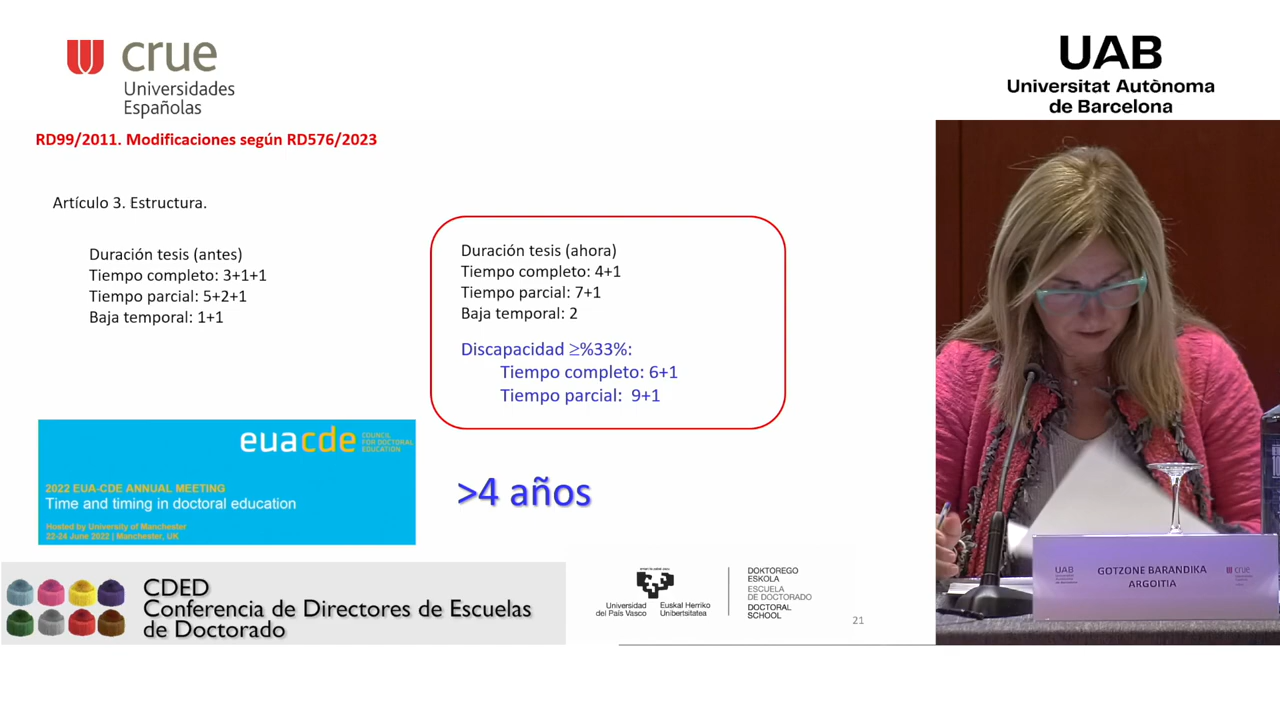 crue
Universidades
Españolas
UAB
Universitat Autònoma
de Barcelona
RD99/2011. Modificaciones según RD576/2023
Artículo 3. Estructura.
Duración tesis (antes)
Tiempo completo: 3+1+1
Tiempo parcial: 5+2+1
Baja temporal: 1+1
Duración tesis (ahora)
Tiempo completo: 4+1
Tiempo parcial: 7+1
Baja temporal: 2
Discapacidad ≥%33%:
Tiempo completo: 6+1
Tiempo parcial: 9+1
euacde
COUNCIL
FOR DOCTORAL
EDUCATION
2022 EUA-CDE ANNUAL MEETING
Time and timing in doctoral education
Hosted by University of Manchester
22-24 June 2022 | Manchester, UK
>4 años
CDED
Conferencia de Directores de Escuelas
de Doctorado
Universidad
del País Vasco
Euskal Herriko
Unibertsitatea
DOKTOREGO
ESKOLA
ESCUELA
DE DOCTORADO
DOCTORAL
SCHOOL
21
UAB
GOTZONE BARANDIKA
ARGOITIA
crue